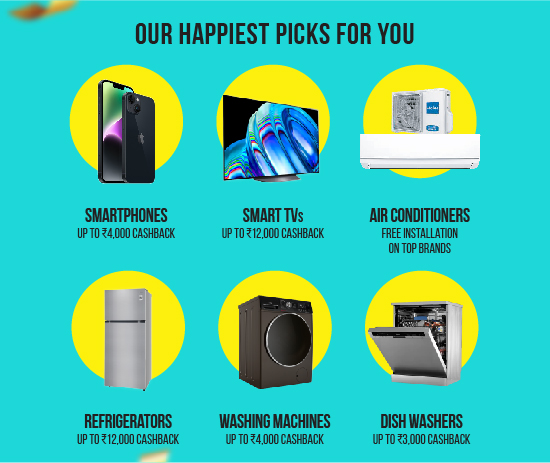 OUR HAPPIEST PICKS FOR YOU
SMARTPHONES
UP TO ₹4,000 CASHBACK
SMART TVs
UP TO ₹12,000 CASHBACK
AIR CONDITIONERS
FREE INSTALLATION
ON TOP BRANDS
REFRIGERATORS
UP TO ₹12,000 CASHBACK
WASHING MACHINES
UP TO ₹4,000 CASHBACK
DISH WASHERS
UP TO ₹3,000 CASHBACK